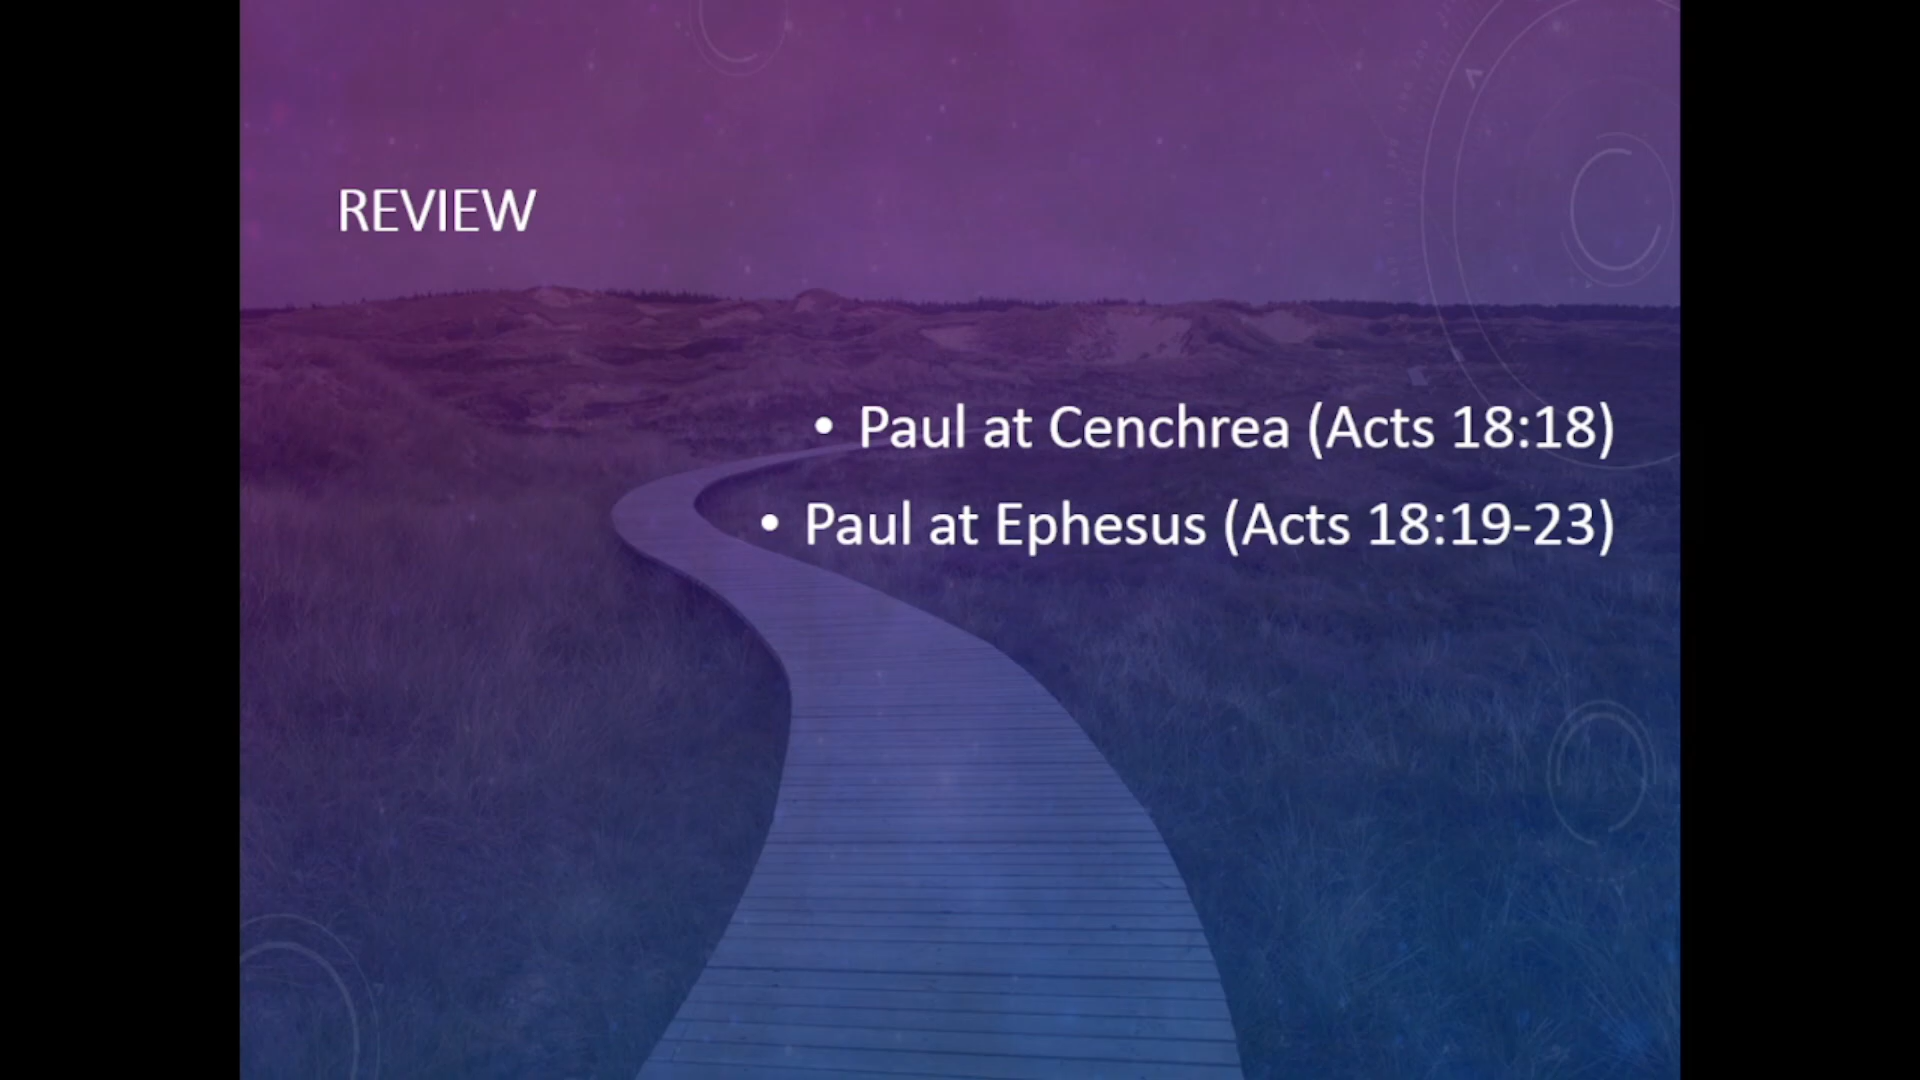 REVIEW
• Paul at Cenchrea (Acts 18:18)
• Paul at Ephesus (Acts 18:19-23)